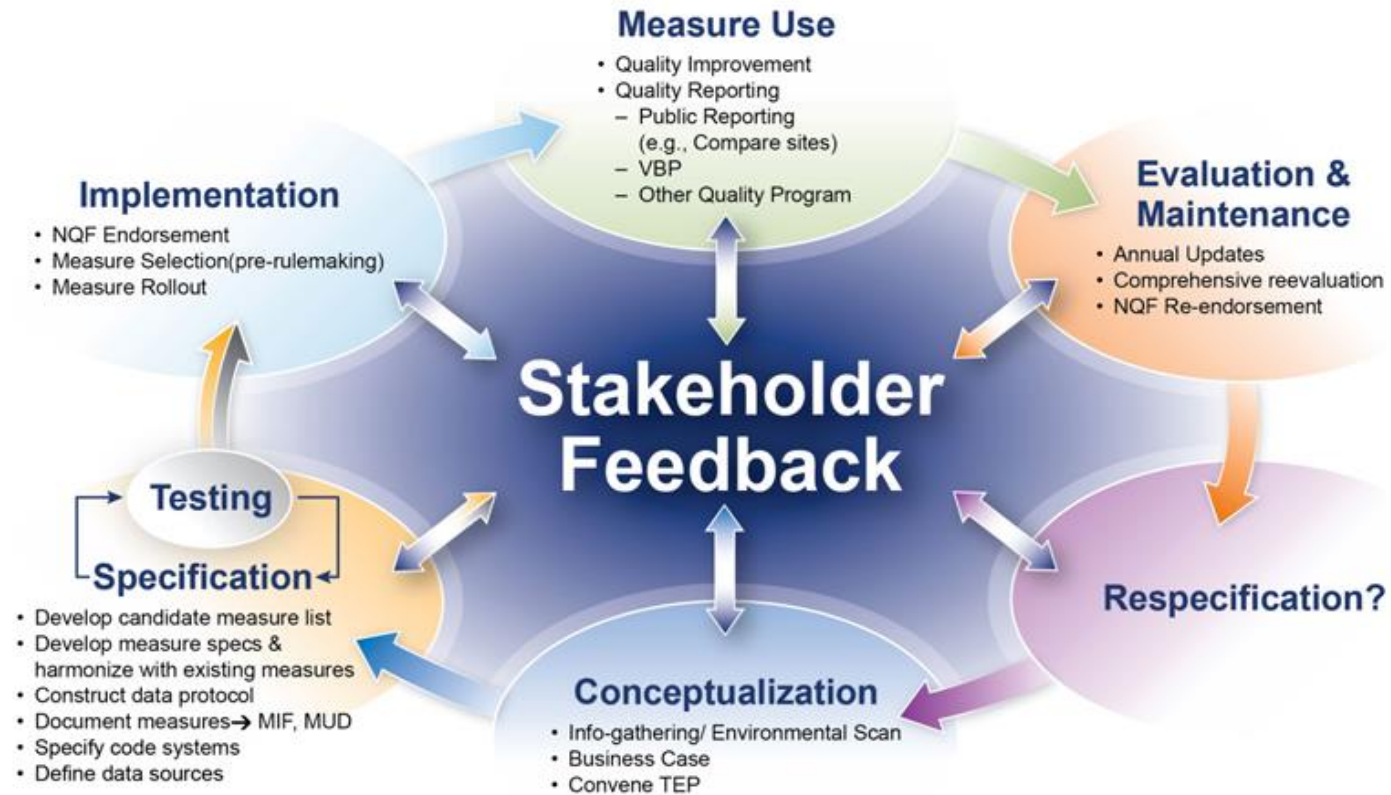 Measure Use
• Quality Improvement
• Quality Reporting
– Public Reporting
(e.g., Compare sites)
– VBP
– Other Quality Program
Evaluation &
Maintenance
• Annual Updates
• Comprehensive reevaluation
• NQF Re-endorsement
Implementation
• NQF Endorsement
• Measure Selection(pre-rulemaking)
• Measure Rollout
Stakeholder
Feedback
Testing
Specification
• Develop candidate measure list
• Develop measure specs &
harmonize with existing measures
• Construct data protocol
• Document measures➔ MIF, MUD
• Specify code systems
• Define data sources
Respecification?
Conceptualization
• Info-gathering/ Environmental Scan
• Business Case
• Convene TEP